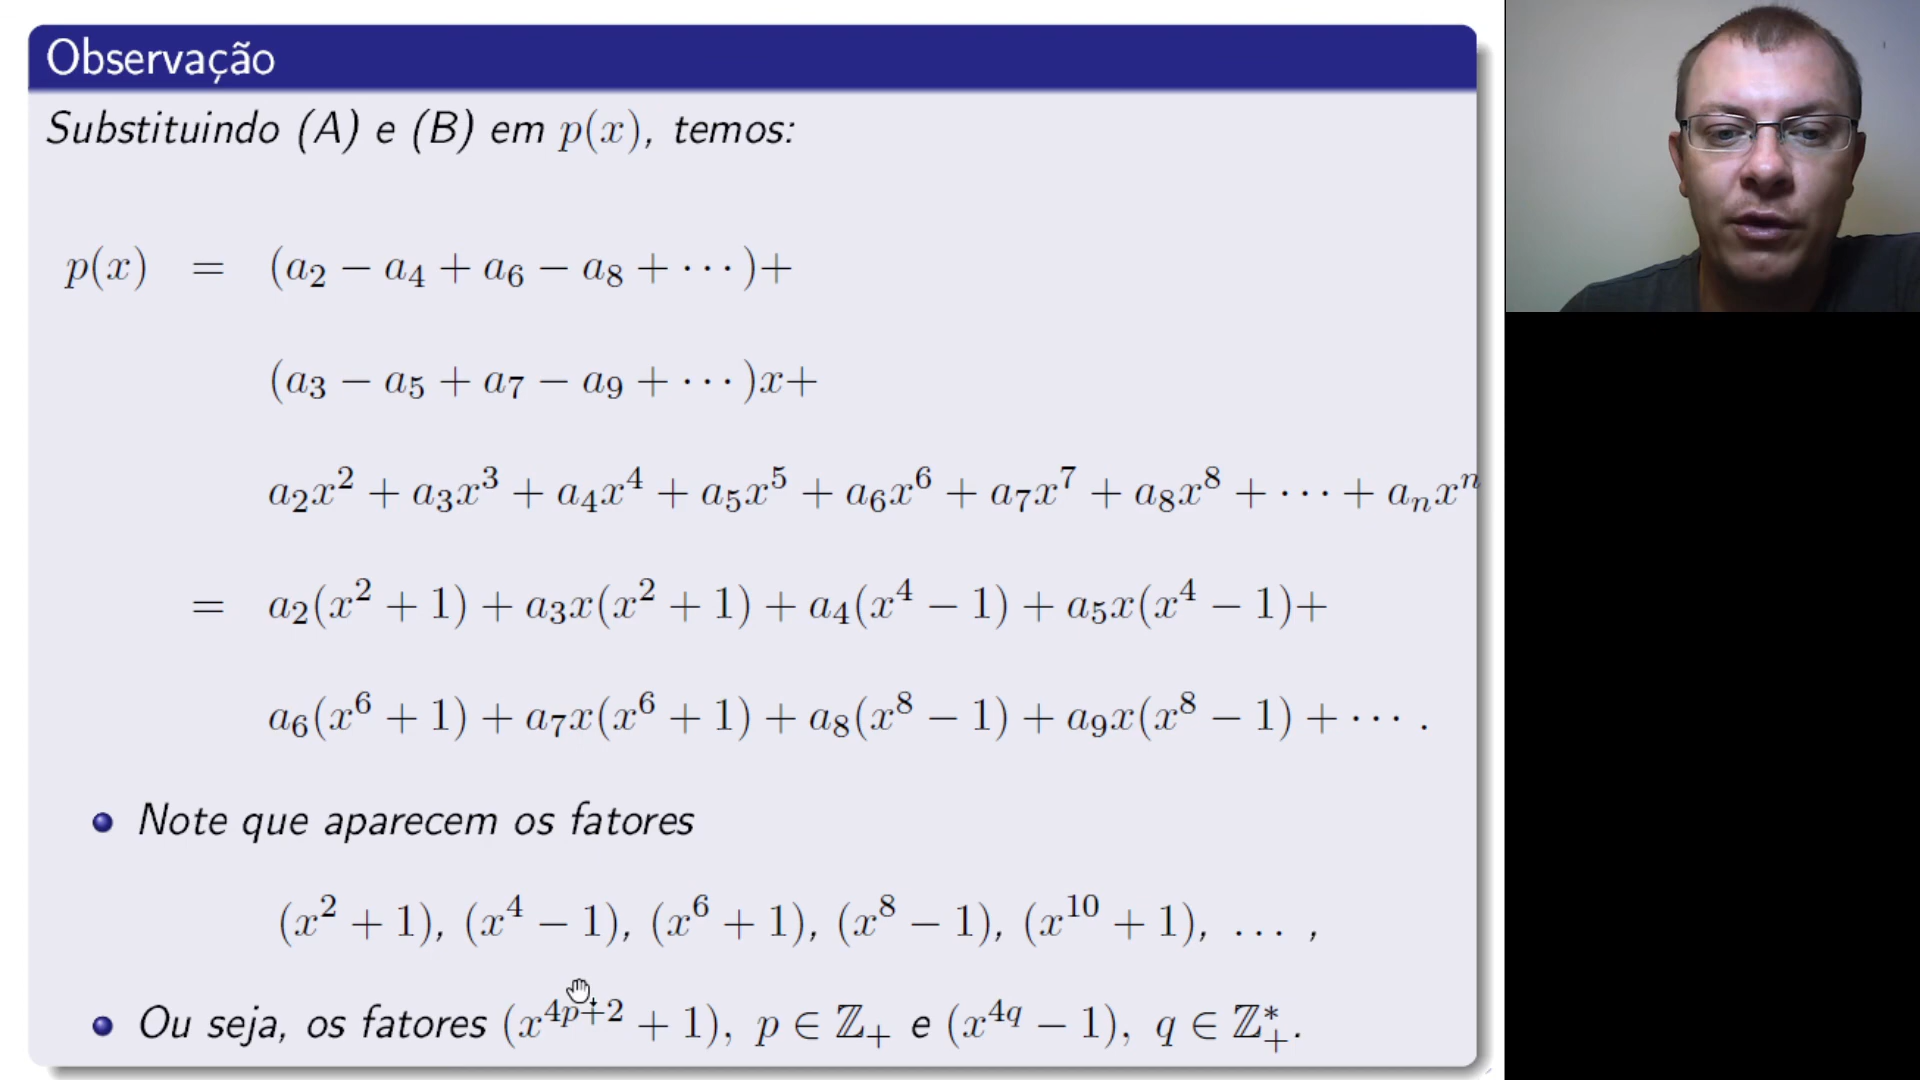 Observação
Substituindo (A) e (B) em p(x), temos:
p(x) = (a₂ − a₄ + a₆ − a₈ + ⋯)+
(a₃ − a₅ + a₇ − a₉ + ⋯)x+
a₂x² + a₃x³ + a₄x⁴ + a₅x⁵ + a₆x⁶ + a₇x⁷ + a₈x⁸ + ⋯ + aₙxⁿ
= a₂(x² + 1) + a₃x(x² + 1) + a₄(x⁴ − 1) + a₅x(x⁴ − 1)+
a₆(x⁶ + 1) + a₇x(x⁶ + 1) + a₈(x⁸ − 1) + a₉x(x⁸ − 1) + ⋯ .
Note que aparecem os fatores
(x² + 1), (x⁴ − 1), (x⁶ + 1), (x⁸ − 1), (x¹⁰ + 1), … ,
Ou seja, os fatores (x⁴ᵖ⁺² + 1), p ∈ ℤ₊ e (x^{4q} − 1), q ∈ ℤ₊*.